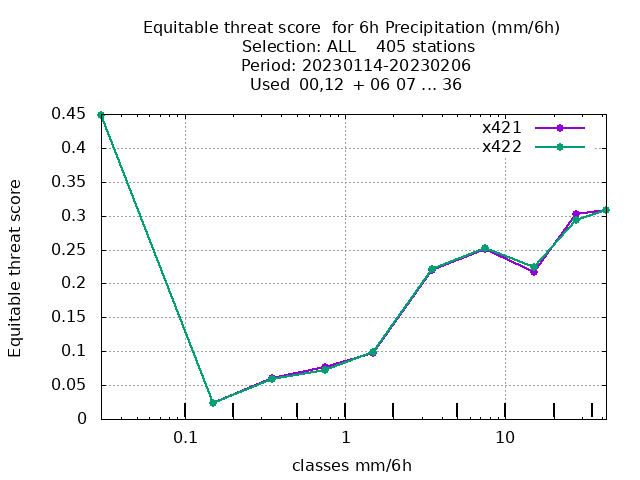 Equitable threat score  for 6h Precipitation (mm/6h)
Selection: ALL    405 stations
Period: 20230114-20230206
Used  00,12  + 06 07 ... 36
x421
x422
0.45
0.4
0.35
0.3
0.25
0.2
0.15
0.1
0.05
0
Equitable threat score
0.1
1
10
classes mm/6h